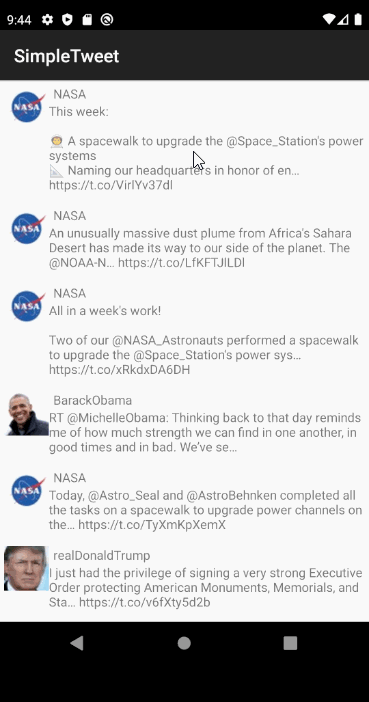 9:44
SimpleTweet
NASA
This week:
🧑‍🚀 A spacewalk to upgrade the @Space_Station's power
systems
📐 Naming our headquarters in honor of en…
https://t.co/VirlYv37dl
NASA
An unusually massive dust plume from Africa's Sahara
Desert has made its way to our side of the planet. The
@NOAA-N… https://t.co/LfKFTJILDl
NASA
All in a week's work!
Two of our @NASA_Astronauts performed a spacewalk
to upgrade the @Space_Station's power sys…
https://t.co/xRkdxDA6DH
BarackObama
RT @MichelleObama: Thinking back to that day reminds
me of how much strength we can find in one another, in
good times and in bad. We've se…
NASA
Today, @Astro_Seal and @AstroBehnken completed all
the tasks on a spacewalk to upgrade power channels on
the… https://t.co/TyXmKpXemX
realDonaldTrump
I just had the privilege of signing a very strong Executive
Order protecting American Monuments, Memorials, and
Sta… https://t.co/v6fXty5d2b